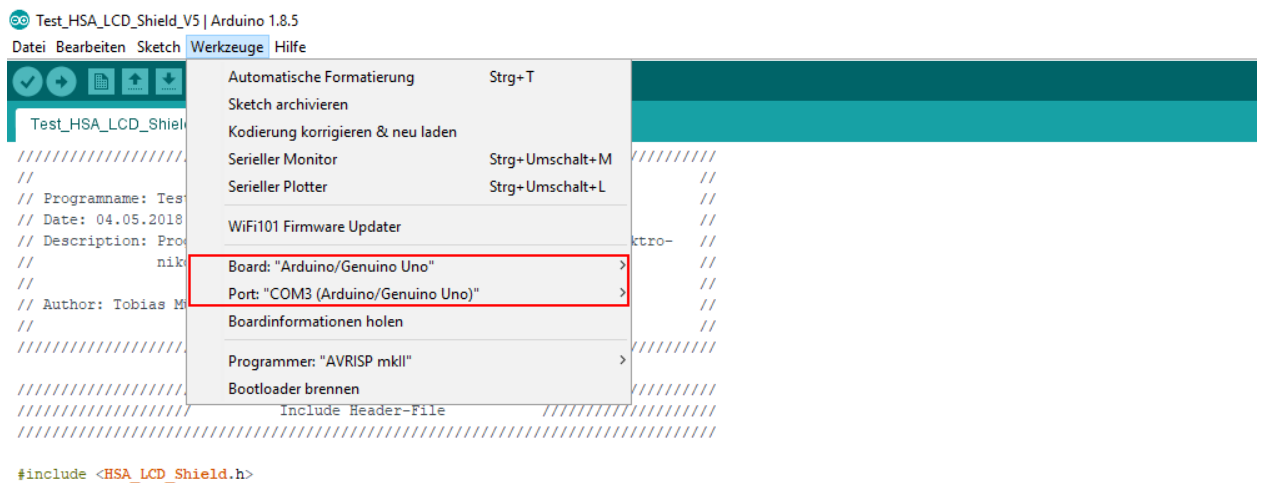 Test_HSA_LCD_Shield_V5 | Arduino 1.8.5
Datei Bearbeiten Sketch Werkzeuge Hilfe
Automatische Formatierung Strg+T
Sketch archivieren
Kodierung korrigieren & neu laden
Serieller Monitor Strg+Umschalt+M
Serieller Plotter Strg+Umschalt+L
WiFi101 Firmware Updater
Board: "Arduino/Genuino Uno"
Port: "COM3 (Arduino/Genuino Uno)"
Boardinformationen holen
Programmer: "AVRISP mkII"
Bootloader brennen
Test_HSA_LCD_Shiel
/////////////////// //////////
// //
// Programname: Tes //
// Date: 04.05.2018 //
// Description: Pro ktro- //
// nik //
// //
// Author: Tobias M //
// //
/////////////////// //////////
/////////////////// //////////
//////////////////// Include Header-File ////////////////////
////////////////////////////////////////////////////////////////////////////////
#include <HSA_LCD_Shield.h>